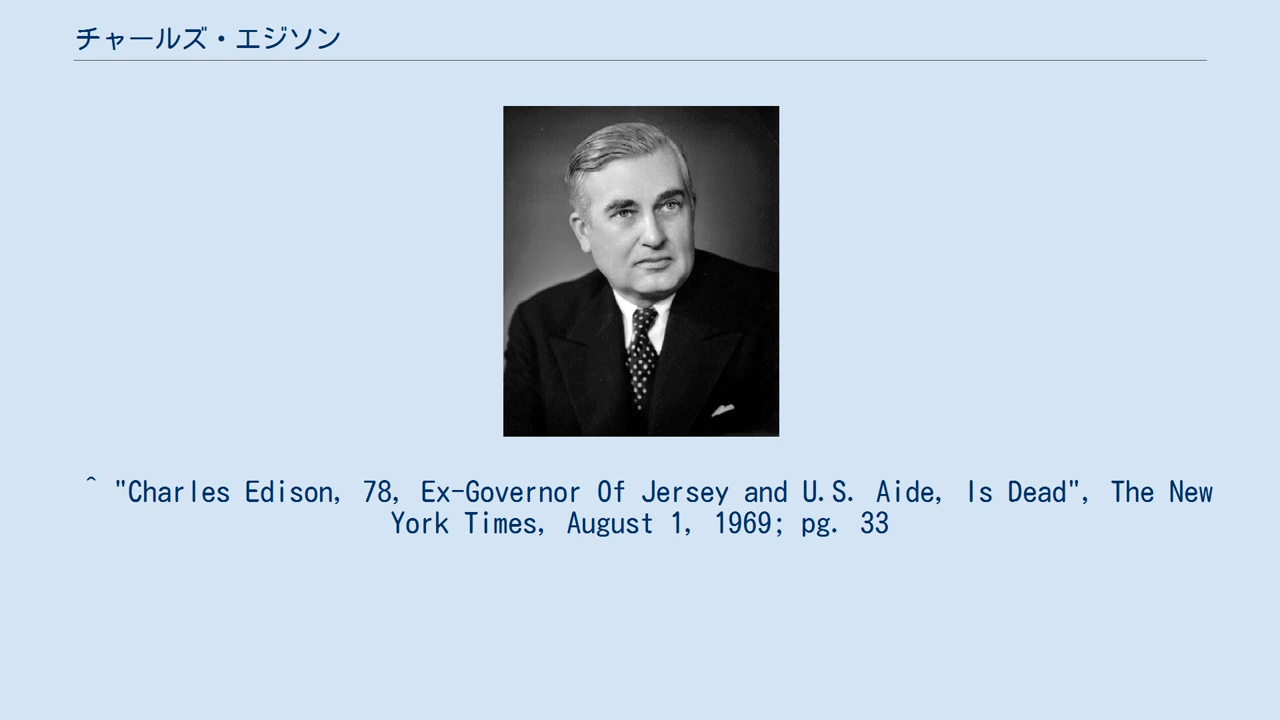 チャールズ・エジソン
^ "Charles Edison, 78, Ex-Governor Of Jersey and U.S. Aide, Is Dead", The New
York Times, August 1, 1969; pg. 33